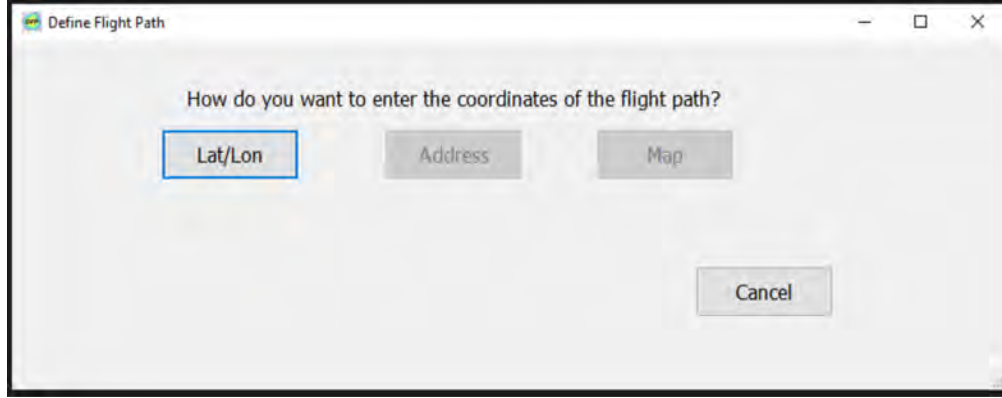 Define Flight Path
How do you want to enter the coordinates of the flight path?
Lat/Lon Address Map
Cancel